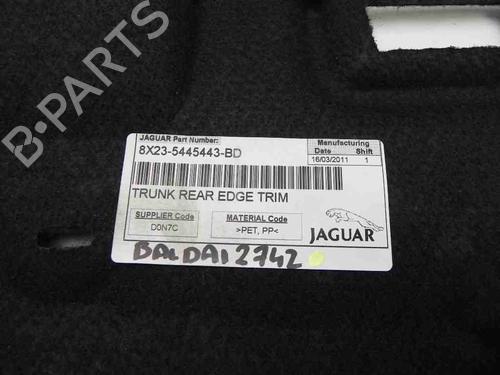 JAGUAR Part Number:
8X23-5445443-BD
Manufacturing
Date Shift
16/03/2011 1
TRUNK REAR EDGE TRIM
SUPPLIER Code
D0N7C
MATERIAL Code
>PET, PP<
JAGUAR
BALDAI 2742
B-PARTS